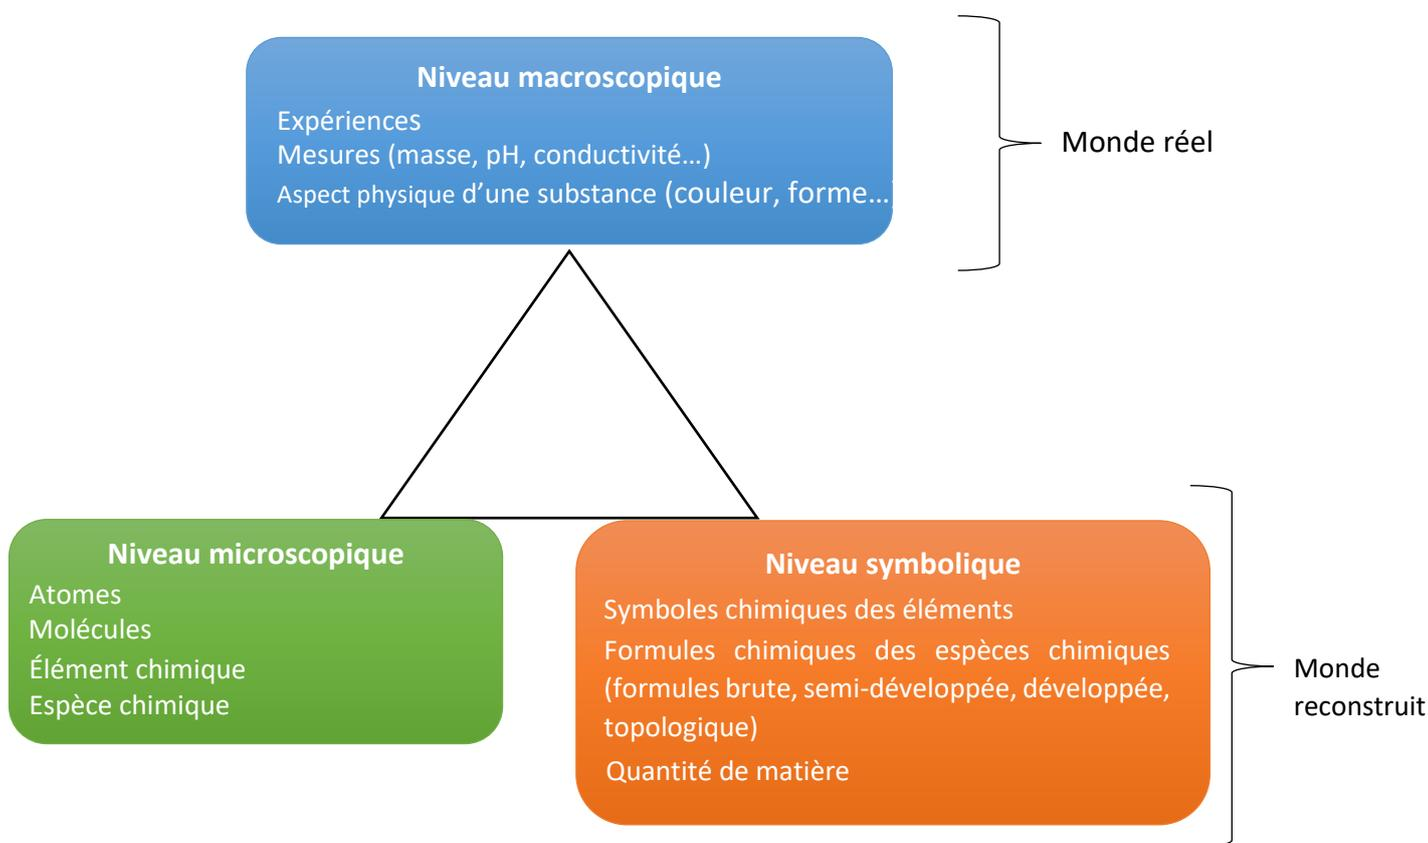 Niveau macroscopique
Expériences
Mesures (masse, pH, conductivité…)
Aspect physique d’une substance (couleur, forme…
Monde réel
Niveau microscopique
Atomes
Molécules
Élément chimique
Espèce chimique
Niveau symbolique
Symboles chimiques des éléments
Formules chimiques des espèces chimiques
(formules brute, semi-développée, développée,
topologique)
Quantité de matière
Monde
reconstruit